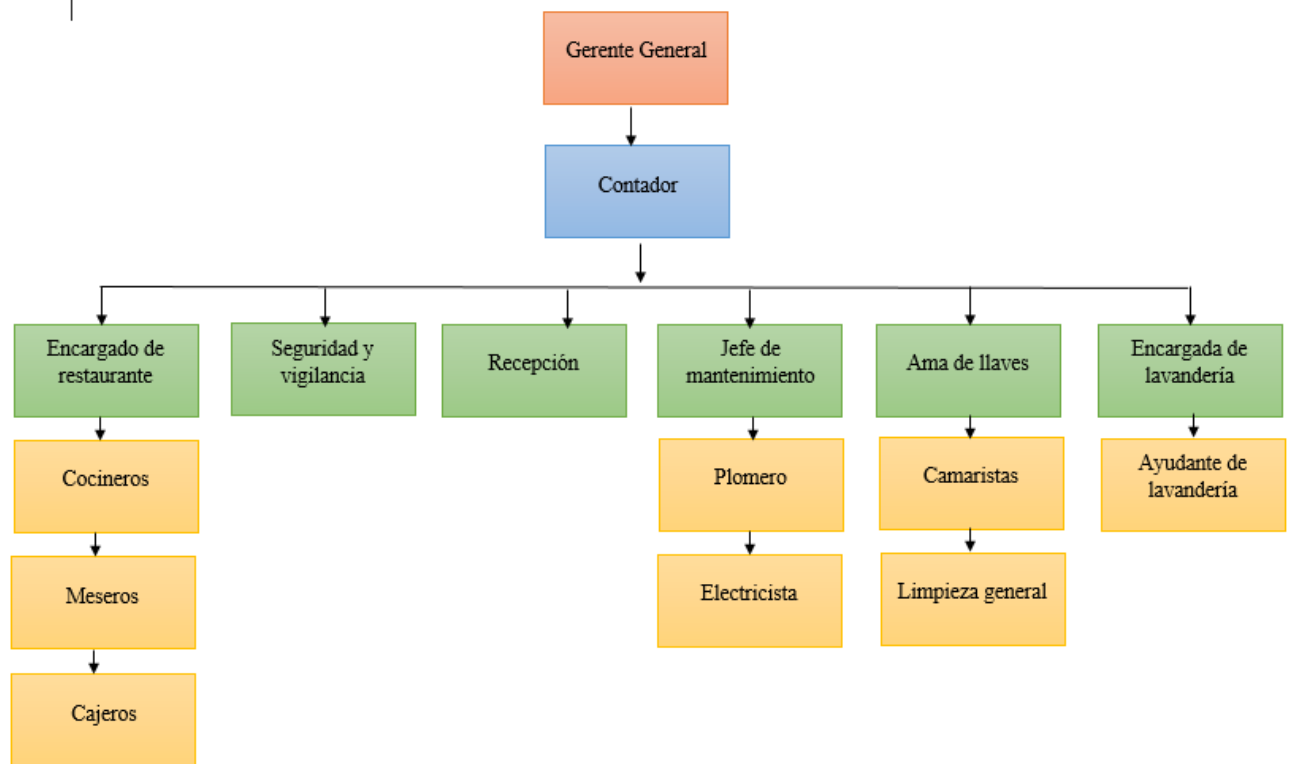 Gerente General
Contador
Encargado de
restaurante
Seguridad y
vigilancia
Recepción
Jefe de
mantenimiento
Ama de llaves
Encargada de
lavandería
Cocineros
Plomero
Camaristas
Ayudante de
lavandería
Meseros
Electricista
Limpieza general
Cajeros